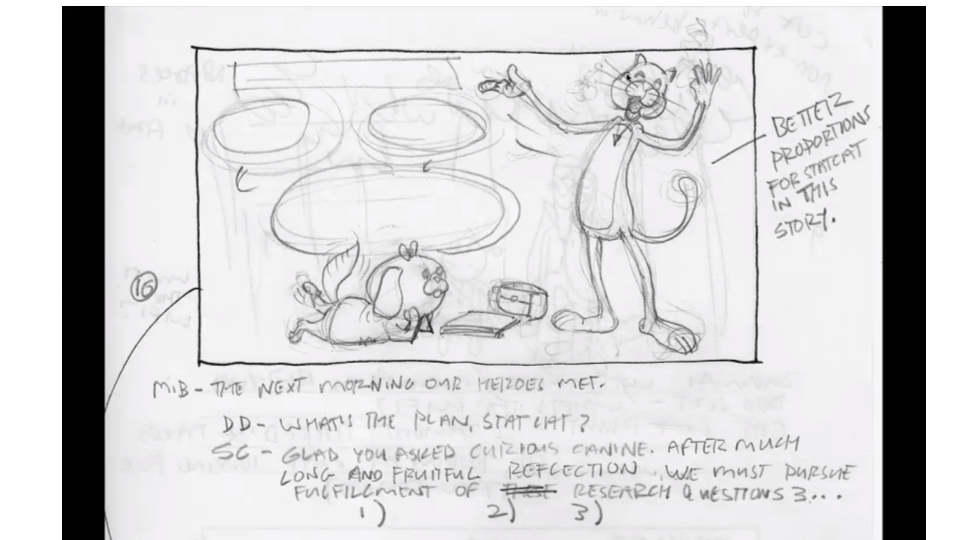 BETTER
PROPORTIONS
FOR STATCAT
IN THIS
STORY.
16
MIB - THE NEXT MORNING OUR HEROES MET.
DD - WHAT'S THE PLAN, STATCAT?
SC - GLAD YOU ASKED CURIOUS CANINE. AFTER MUCH
LONG AND FRUITFUL REFLECTION, WE MUST PURSUE
FULFILLMENT OF RESEARCH QUESTIONS 3...
1) 2) 3)